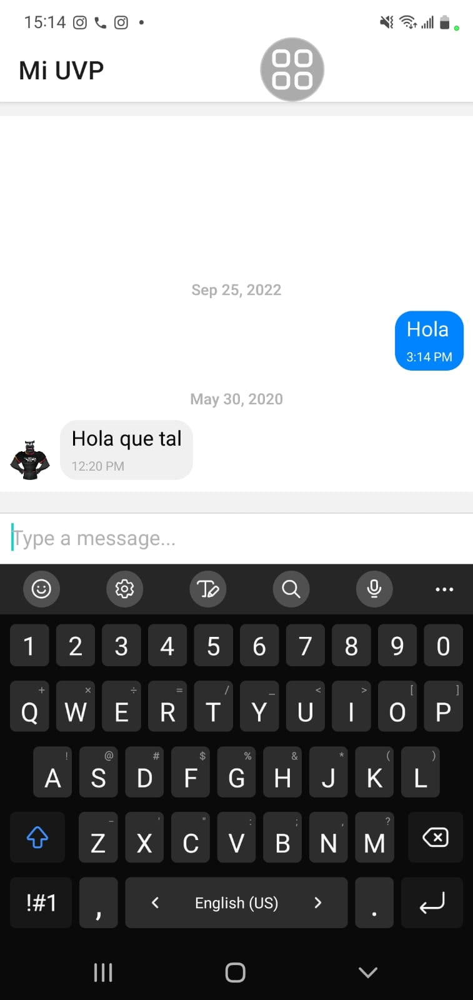 15:14
Mi UVP
Sep 25, 2022
Hola
3:14 PM
May 30, 2020
Hola que tal
12:20 PM
Type a message...
1 2 3 4 5 6 7 8 9 0
+ × ÷ = / _ < > [ ]
Q W E R T Y U I O P
! @ # $ % & * ( )
A S D F G H J K L
- ' " : ; , ?
Z X C V B N M
!#1 , < English (US) > .